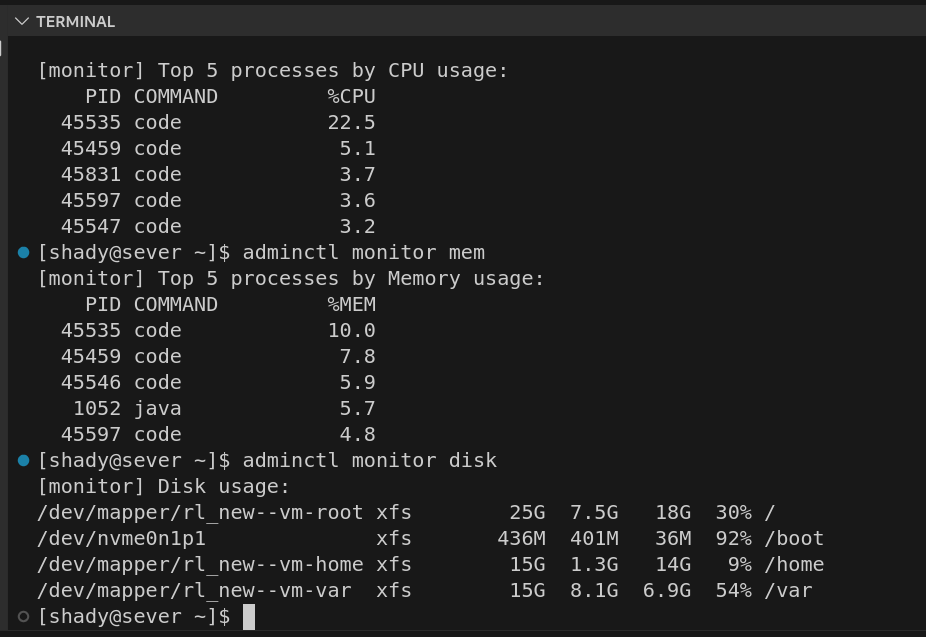 TERMINAL
[monitor] Top 5 processes by CPU usage:
    PID COMMAND         %CPU
  45535 code            22.5
  45459 code             5.1
  45831 code             3.7
  45597 code             3.6
  45547 code             3.2
[shady@sever ~]$ adminctl monitor mem
[monitor] Top 5 processes by Memory usage:
    PID COMMAND         %MEM
  45535 code            10.0
  45459 code             7.8
  45546 code             5.9
   1052 java             5.7
  45597 code             4.8
[shady@sever ~]$ adminctl monitor disk
[monitor] Disk usage:
/dev/mapper/rl_new--vm-root xfs        25G  7.5G   18G  30% /
/dev/nvme0n1p1              xfs       436M  401M   36M  92% /boot
/dev/mapper/rl_new--vm-home xfs        15G  1.3G   14G   9% /home
/dev/mapper/rl_new--vm-var  xfs        15G  8.1G  6.9G  54% /var
[shady@sever ~]$